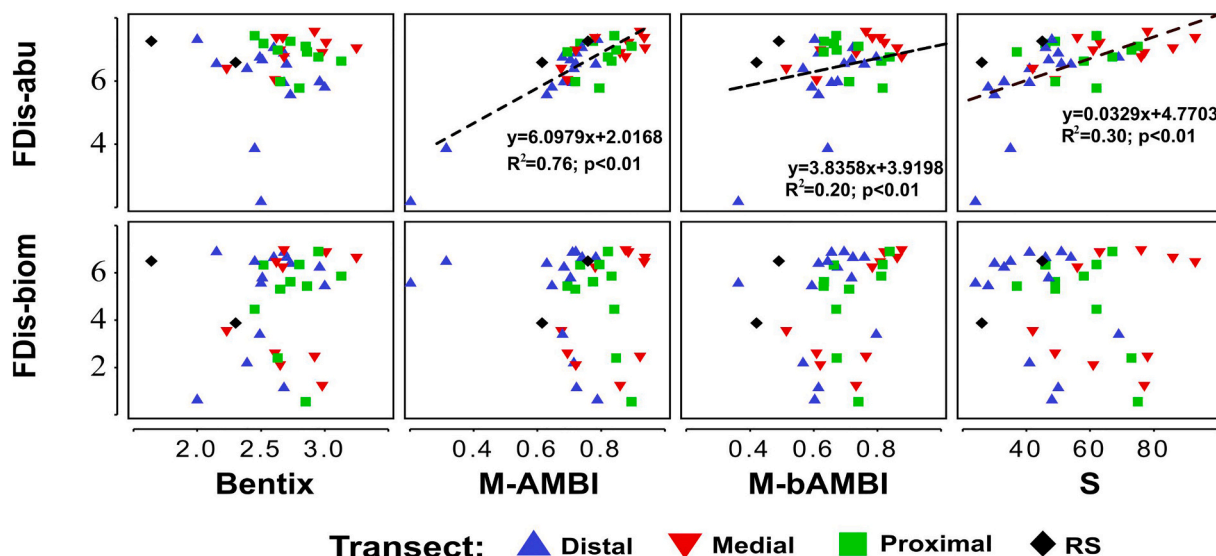 FDis-abu
6
4
y=6.0979x+2.0168
R²=0.76; p<0.01
y=3.8358x+3.9198
R²=0.20; p<0.01
y=0.0329x+4.7703
R²=0.30; p<0.01
FDis-biom
6
4
2
2.0 2.5 3.0
0.4 0.6 0.8
0.4 0.6 0.8
40 60 80
Bentix M-AMBI M-bAMBI S
Transect: Distal Medial Proximal RS